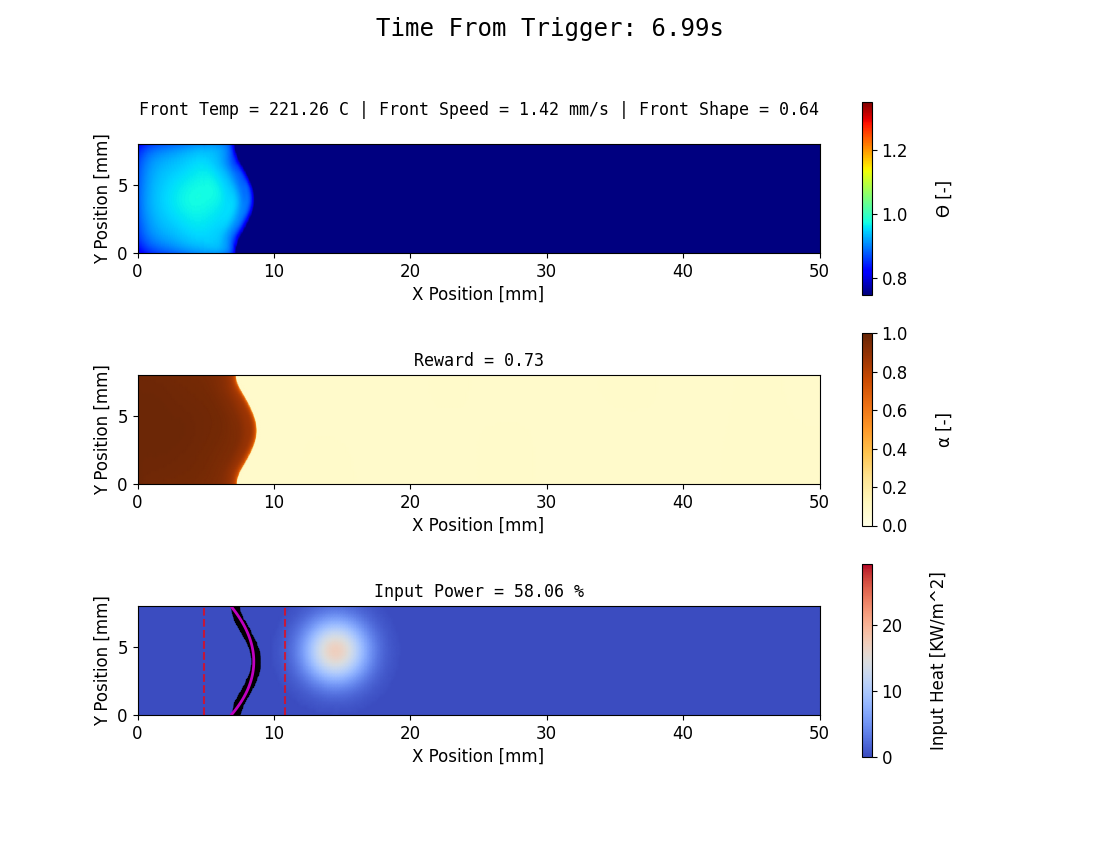 Time From Trigger: 6.99s
Front Temp = 221.26 C | Front Speed = 1.42 mm/s | Front Shape = 0.64
Y Position [mm]
5
0
0 10 20 30 40 50
X Position [mm]
1.2
1.0
0.8
Θ [-]
Reward = 0.73
Y Position [mm]
5
0
0 10 20 30 40 50
X Position [mm]
1.0
0.8
0.6
0.4
0.2
0.0
α [-]
Input Power = 58.06 %
Y Position [mm]
5
0
0 10 20 30 40 50
X Position [mm]
20
10
0
Input Heat [KW/m^2]